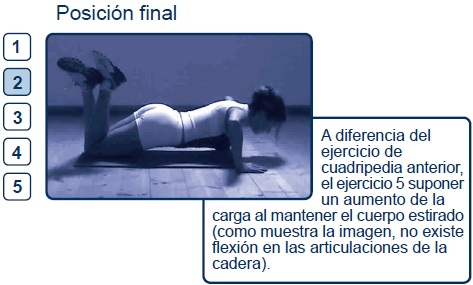 Posición final
1
2
3
4
5
A diferencia del
ejercicio de
cuadripedia anterior,
el ejercicio 5 suponer
un aumento de la
carga al mantener el cuerpo estirado
(como muestra la imagen, no existe
flexión en las articulaciones de la
cadera).